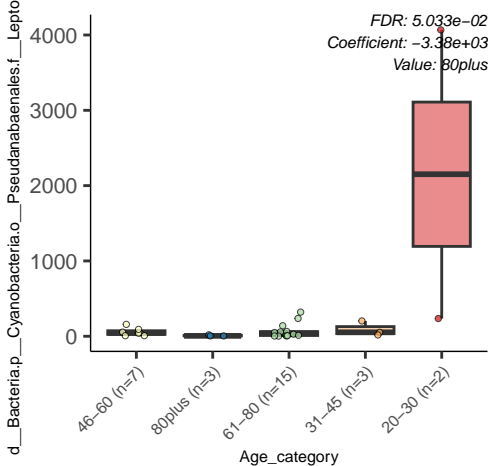 FDR: 5.033e−02
Coefficient: −3.38e+03
Value: 80plus
d__Bacteria.p__Cyanobacteria.o__Pseudanabaenales.f__Lepto
4000
3000
2000
1000
0
46−60 (n=7)
80plus (n=3)
61−80 (n=15)
31−45 (n=3)
20−30 (n=2)
Age_category